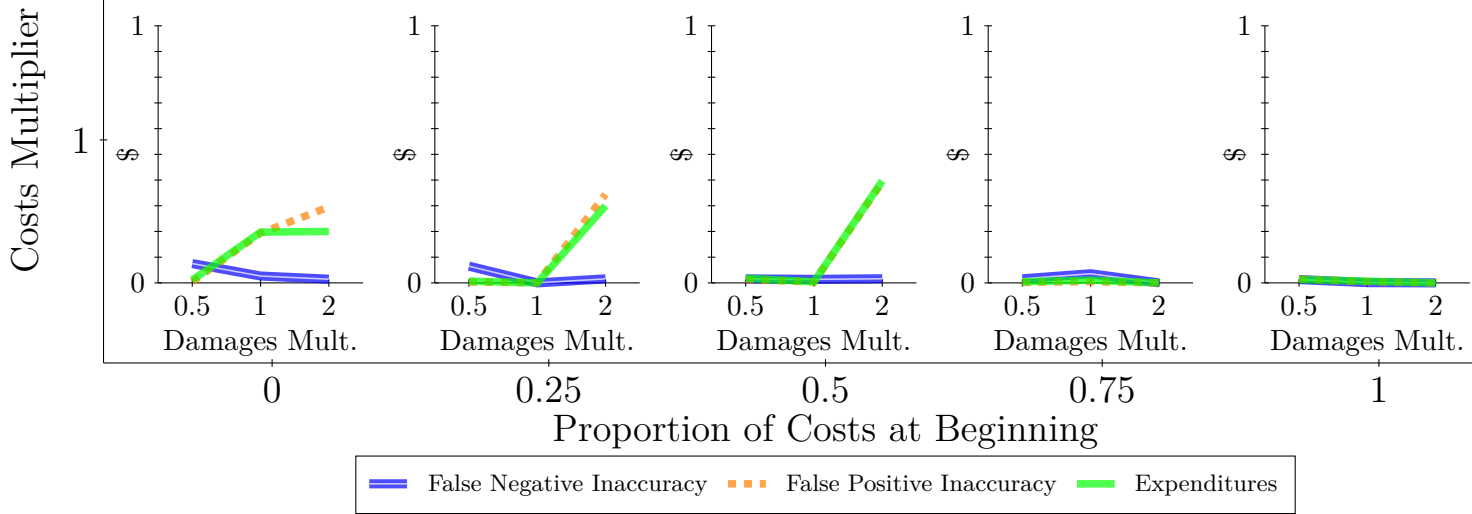 Costs Multiplier
1
1 1 1 1 1
$ $ $ $ $
0 0 0 0 0
0.5 1 2 0.5 1 2 0.5 1 2 0.5 1 2 0.5 1 2
Damages Mult. Damages Mult. Damages Mult. Damages Mult. Damages Mult.
0 0.25 0.5 0.75 1
Proportion of Costs at Beginning
False Negative Inaccuracy False Positive Inaccuracy Expenditures